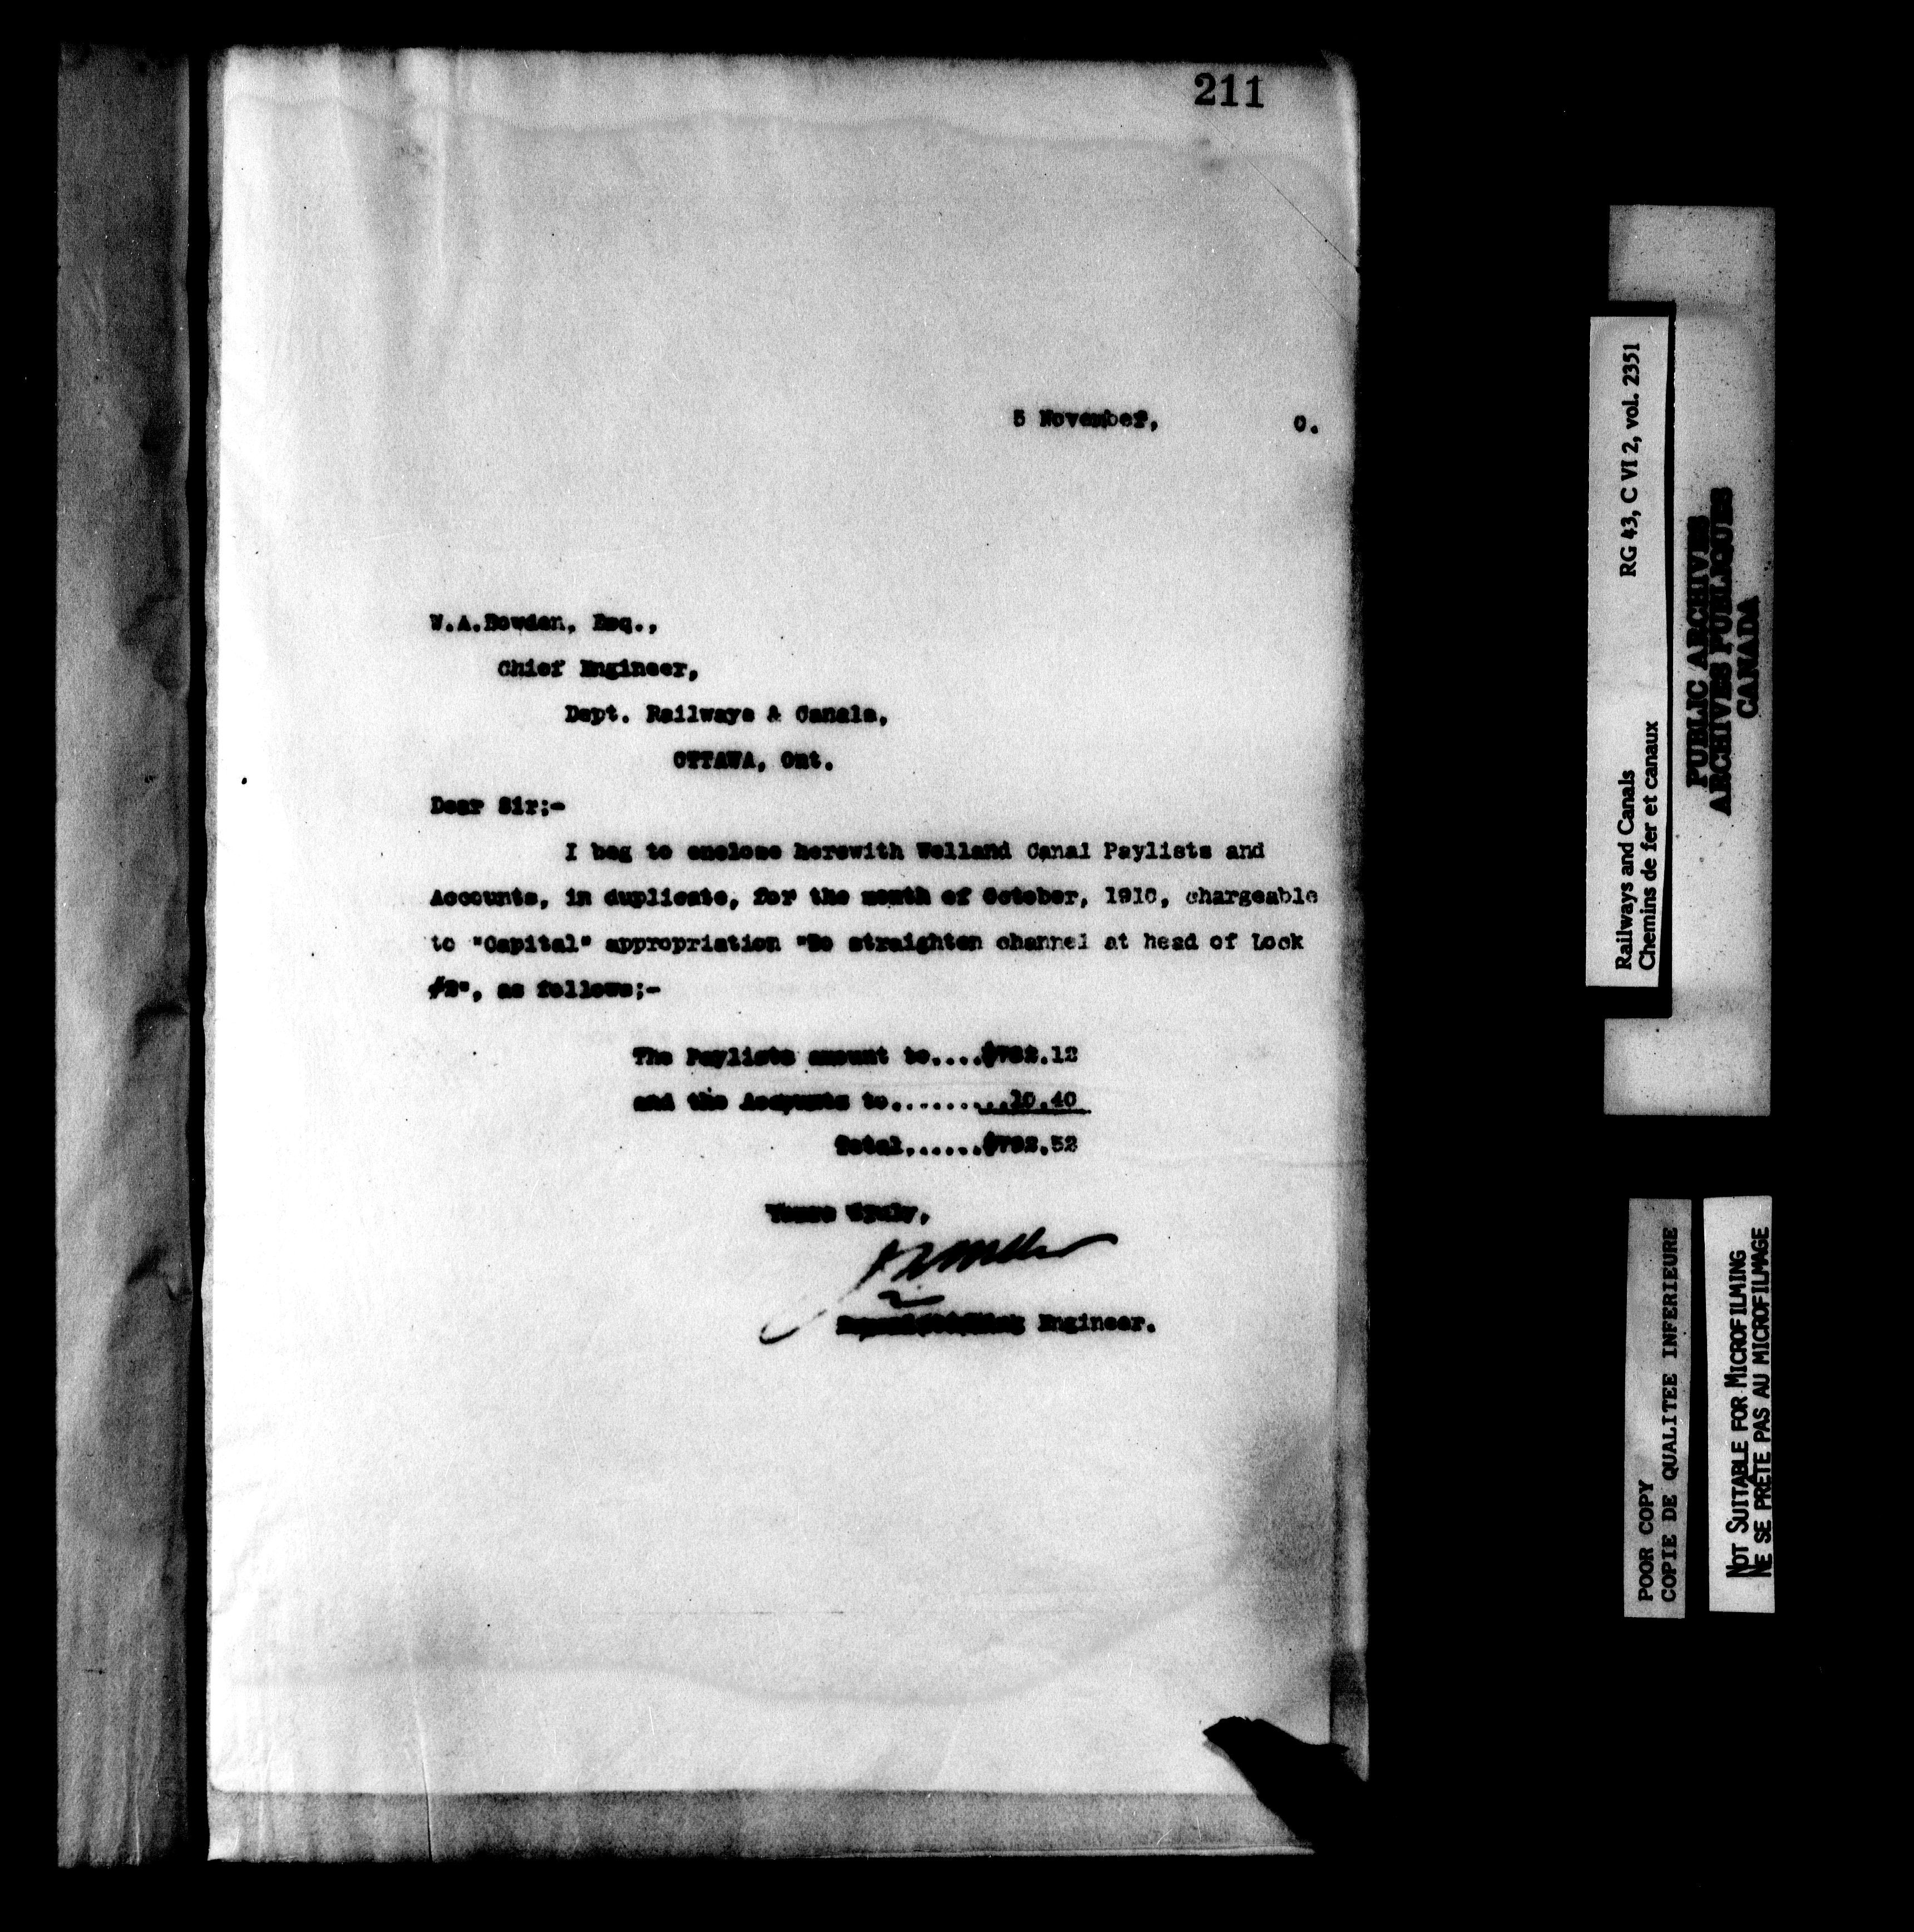 211
5 November, 0.
W.A.Bowden, Esq.,
Chief Engineer,
Dept. Railways & Canals,
OTTAWA, Ont.
Dear Sir;-
I beg to enclose herewith Welland Canal Paylists and
Accounts, in duplicate, for the month of October, 1910, chargeable
to "Capital" appropriation "To straighten channel at head of Lock
#2", as follows;-
The Paylists amount to....$782.12
and the Accounts to..........10.40
Total.......$792.52
Yours truly,
Engineer.
Railways and Canals RG 43, C VI 2, vol. 2351
Chemins de fer et canaux
PUBLIC ARCHIVES
ARCHIVES PUBLIQUES
CANADA
POOR COPY
COPIE DE QUALITEE INFERIEURE
NOT SUITABLE FOR MICROFILMING
NE SE PRETE PAS AU MICROFILMAGE